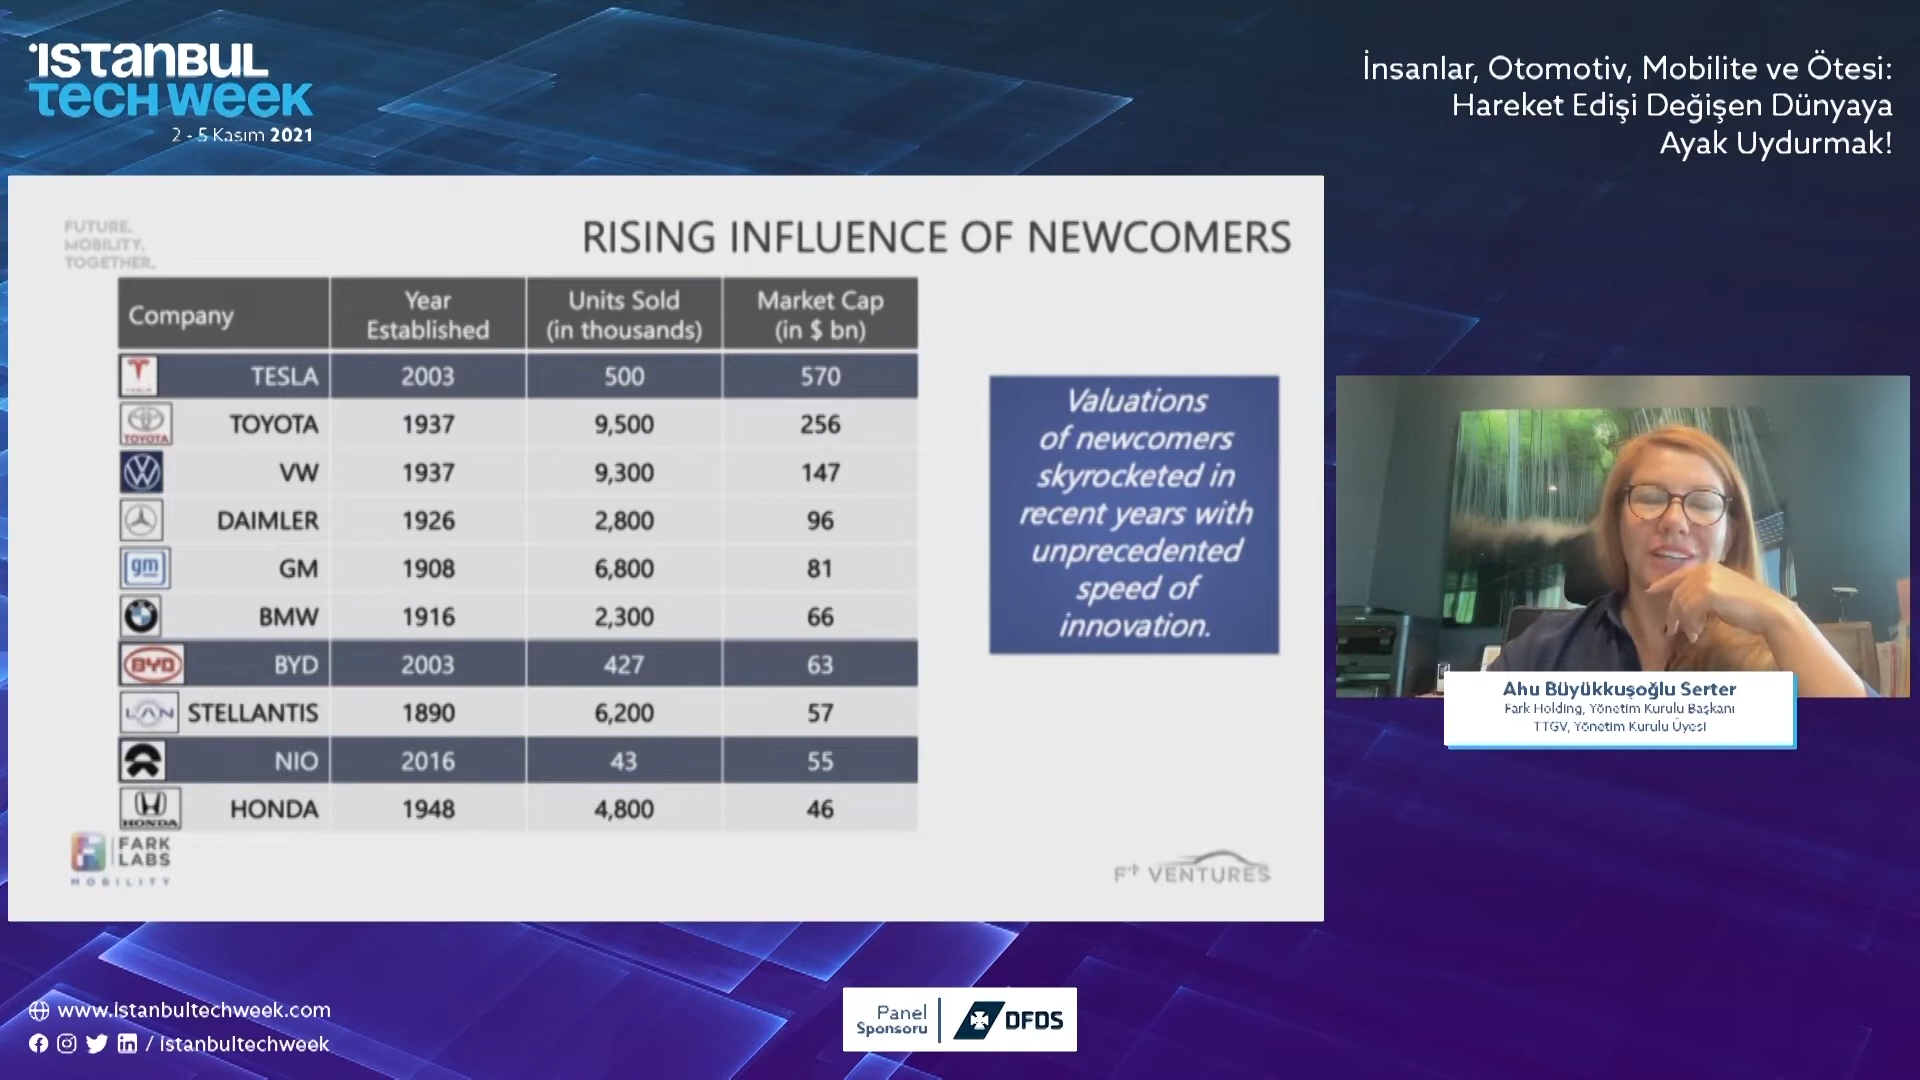 ISTANBUL
TECH WEEK
2 - 5 Kasım 2021
İnsanlar, Otomotiv, Mobilite ve Ötesi:
Hareket Edişi Değişen Dünyaya
Ayak Uydurmak!
FUTURE.
MOBILITY.
TOGETHER.
RISING INFLUENCE OF NEWCOMERS
Company Year Established Units Sold (in thousands) Market Cap (in $ bn)
TESLA 2003 500 570
TOYOTA TOYOTA 1937 9,500 256
VW 1937 9,300 147
DAIMLER 1926 2,800 96
gm GM 1908 6,800 81
BMW 1916 2,300 66
BYD BYD 2003 427 63
STELLANTIS 1890 6,200 57
NIO 2016 43 55
HONDA HONDA 1948 4,800 46
Valuations
of newcomers
skyrocketed in
recent years with
unprecedented
speed of
innovation.
FARK
LABS
MOBILITY
F+ VENTURES
Ahu Büyükkuşoğlu Serter
Fark Holding, Yönetim Kurulu Başkanı
TTGV, Yönetim Kurulu Üyesi
www.istanbultechweek.com
/ istanbultechweek
Panel
Sponsoru
DFDS